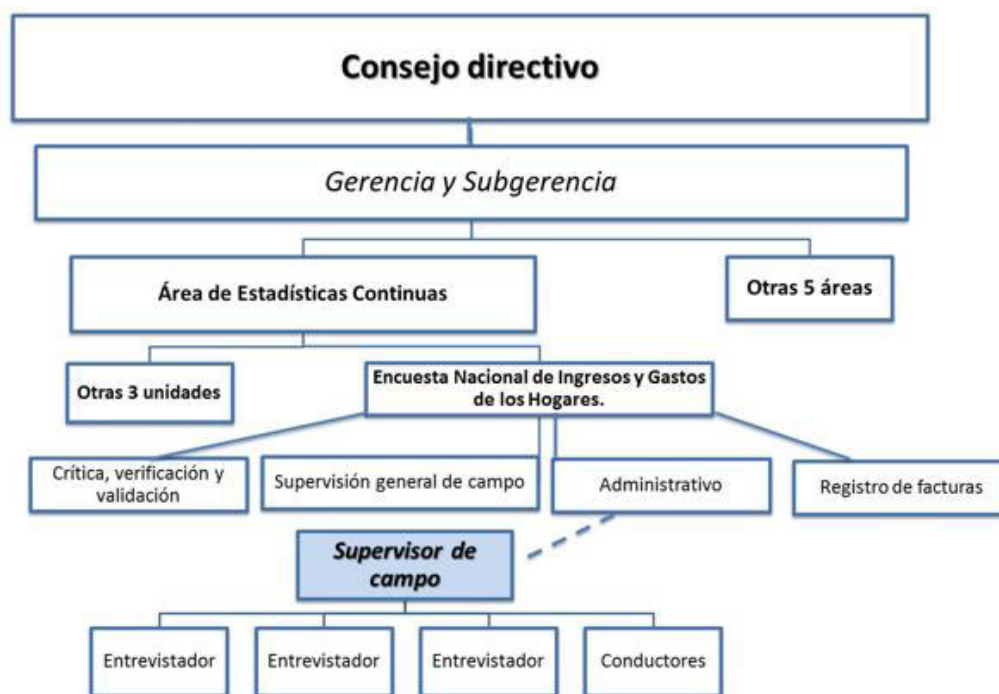 Consejo directivo
Gerencia y Subgerencia
Área de Estadísticas Continuas
Otras 5 áreas
Otras 3 unidades
Encuesta Nacional de Ingresos y Gastos
de los Hogares.
Crítica, verificación y
validación
Supervisión general de campo
Administrativo
Registro de facturas
Supervisor de
campo
Entrevistador
Entrevistador
Entrevistador
Conductores